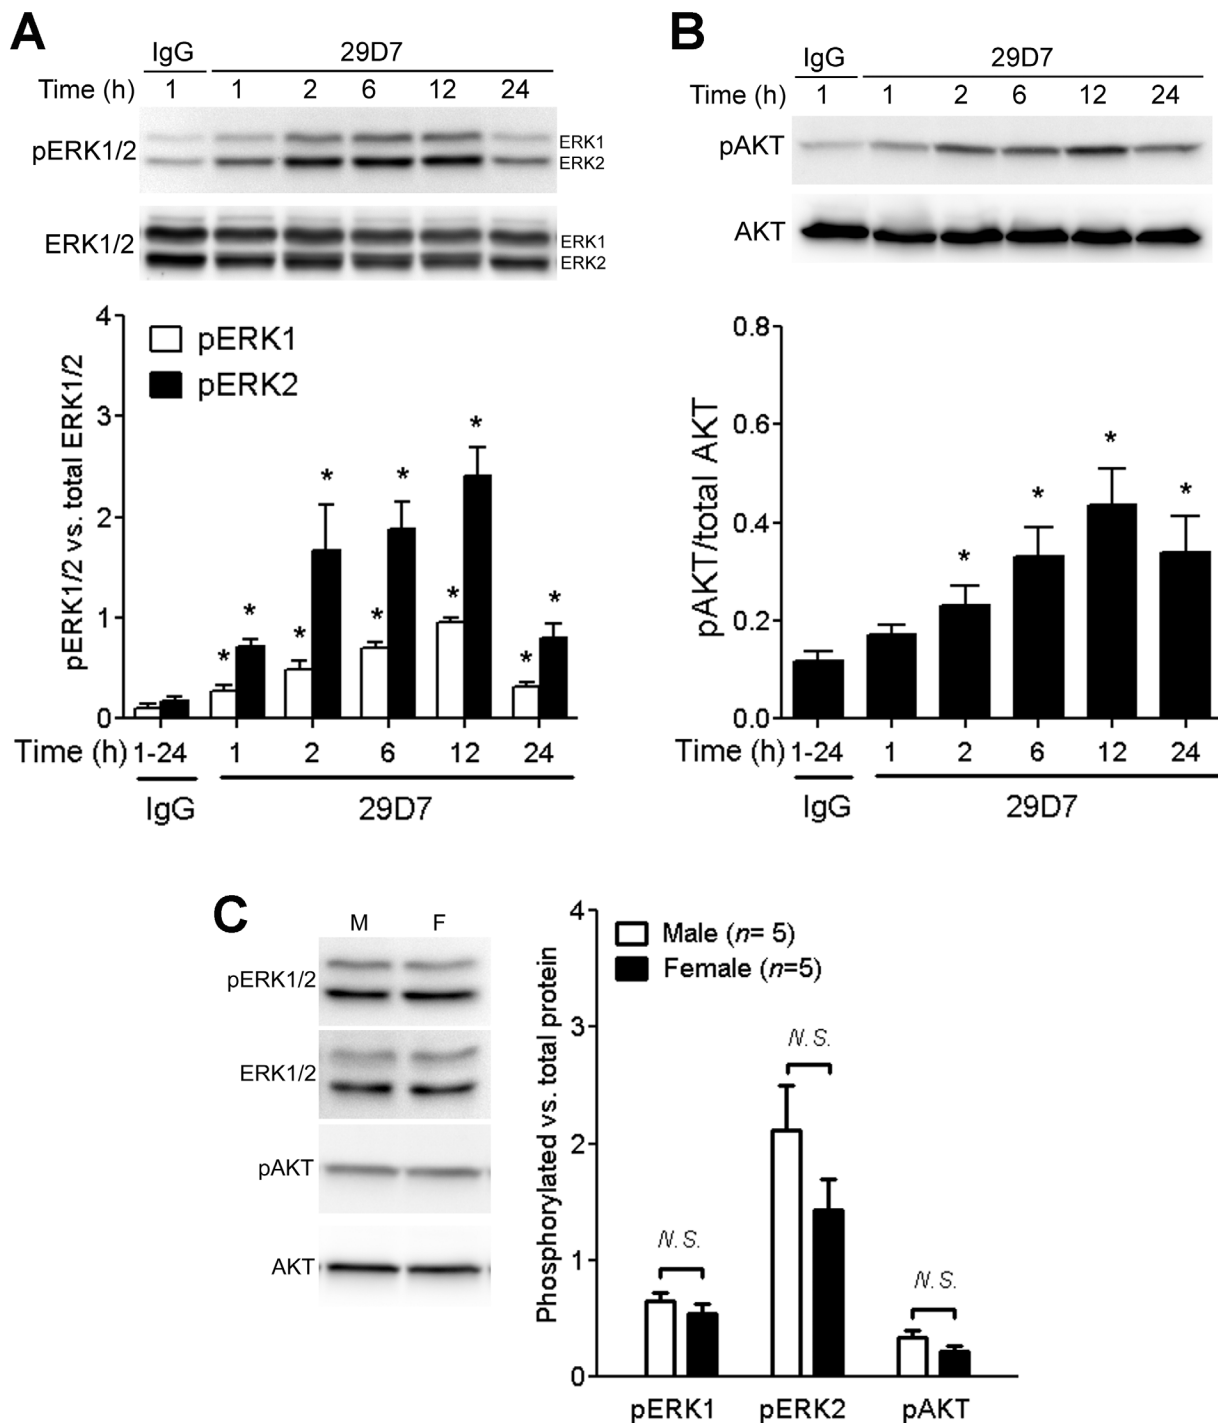 A
IgG 29D7
Time (h) 1 1 2 6 12 24
pERK1/2
ERK1
ERK2
ERK1/2
ERK1
ERK2
pERK1/2 vs. total ERK1/2
4
3
2
1
0
pERK1
pERK2
* * * * * * * * * *
Time (h) 1-24 1 2 6 12 24
IgG 29D7
B
IgG 29D7
Time (h) 1 1 2 6 12 24
pAKT
AKT
pAKT/total AKT
0.8
0.6
0.4
0.2
0.0
* * * *
Time (h) 1-24 1 2 6 12 24
IgG 29D7
C
M F
pERK1/2
ERK1/2
pAKT
AKT
Phosphorylated vs. total protein
4
3
2
1
0
Male (n= 5)
Female (n=5)
N.S.
N.S.
N.S.
pERK1 pERK2 pAKT